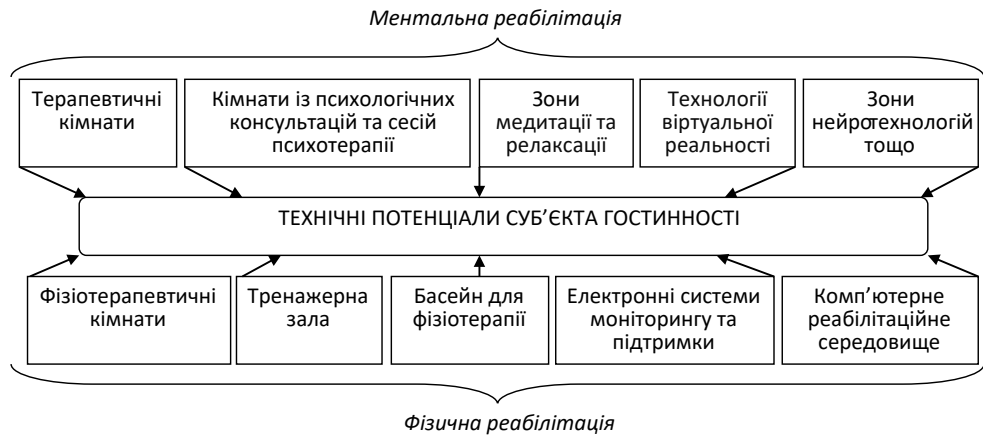 Ментальна реабілітація
Терапевтичні
кімнати
Кімнати із психологічних
консультацій та сесій
психотерапії
Зони
медитації та
релаксації
Технології
віртуальної
реальності
Зони
нейротехнологій
тощо
ТЕХНІЧНІ ПОТЕНЦІАЛИ СУБ’ЄКТА ГОСТИННОСТІ
Фізіотерапевтичні
кімнати
Тренажерна
зала
Басейн для
фізіотерапії
Електронні системи
моніторингу та
підтримки
Комп’ютерне
реабілітаційне
середовище
Фізична реабілітація